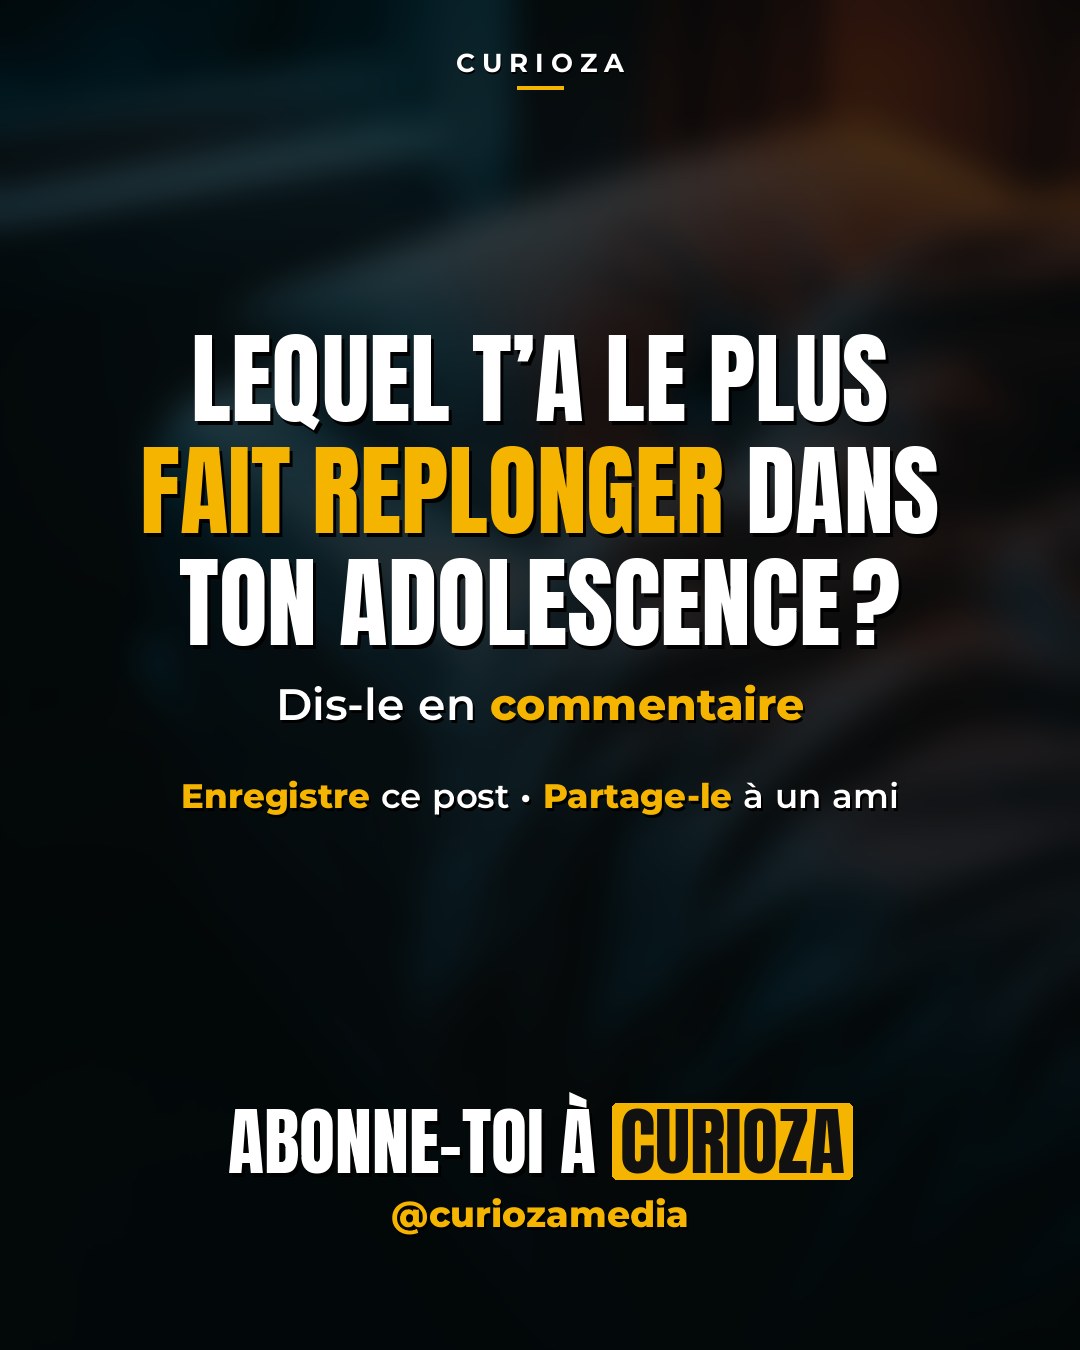 CURIOZA
LEQUEL T'A LE PLUS
FAIT REPLONGER DANS
TON ADOLESCENCE ?
Dis-le en commentaire
Enregistre ce post • Partage-le à un ami
ABONNE-TOI À CURIOZA
@curiozamedia